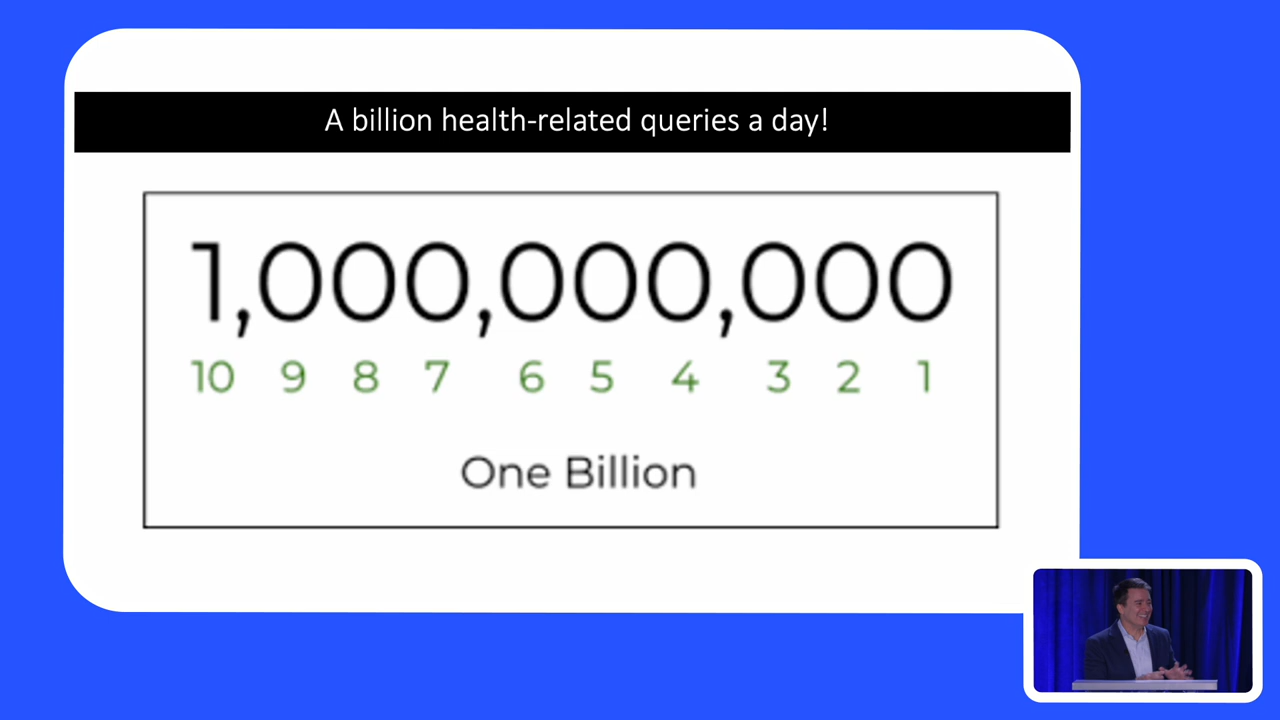 A billion health-related queries a day!
1,000,000,000
10 9 8 7 6 5 4 3 2 1
One Billion